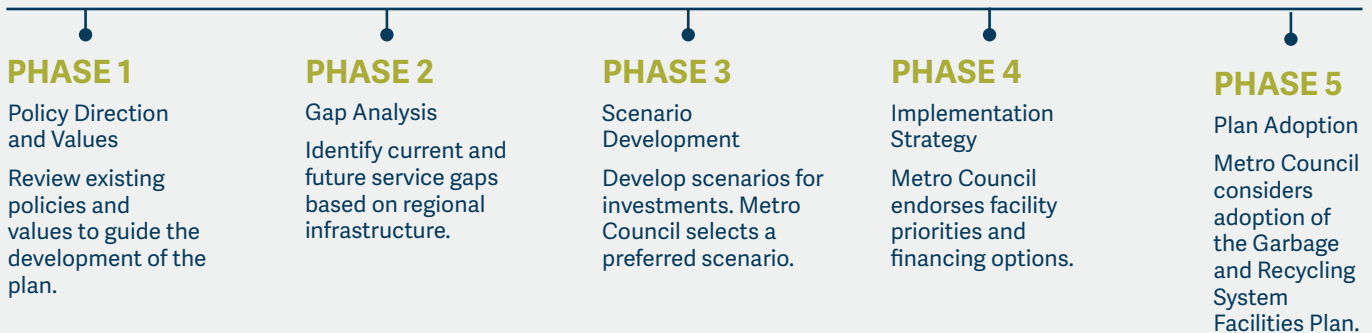 PHASE 1
Policy Direction
and Values
Review existing
policies and
values to guide the
development of the
plan.
PHASE 2
Gap Analysis
Identify current and
future service gaps
based on regional
infrastructure.
PHASE 3
Scenario
Development
Develop scenarios for
investments. Metro
Council selects a
preferred scenario.
PHASE 4
Implementation
Strategy
Metro Council
endorses facility
priorities and
financing options.
PHASE 5
Plan Adoption
Metro Council
considers
adoption of
the Garbage
and Recycling
System
Facilities Plan.